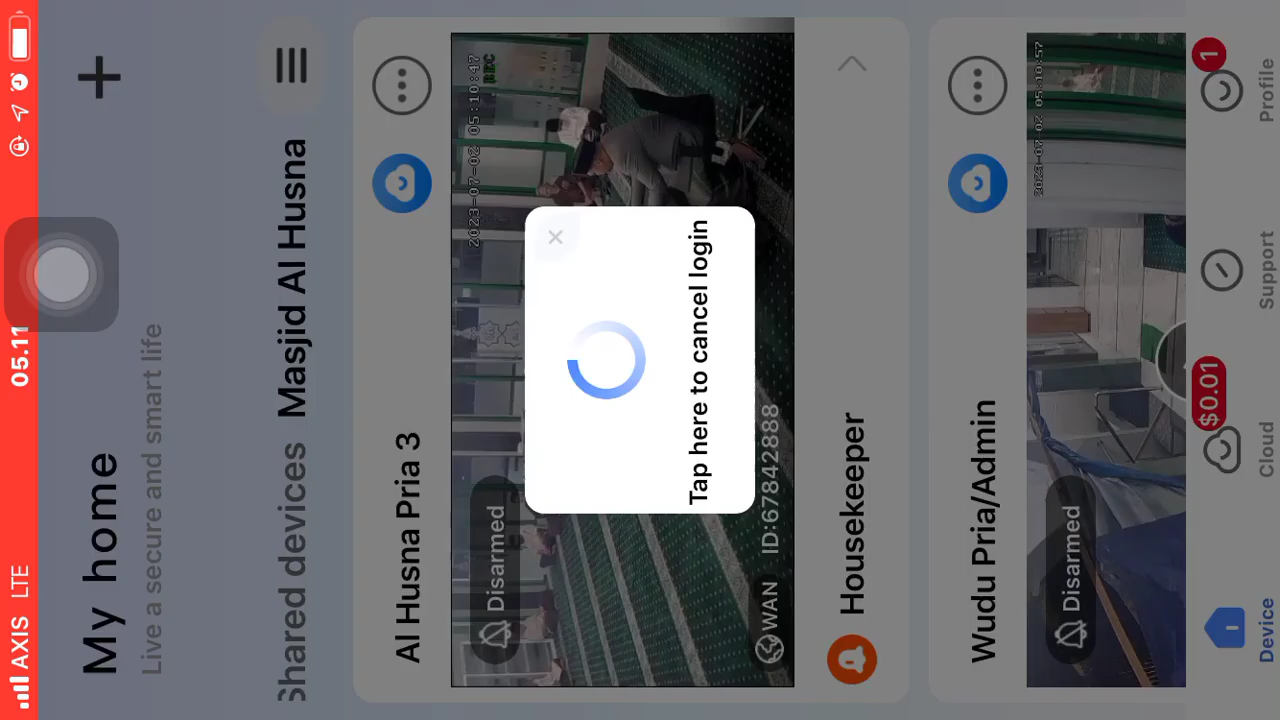 AXIS LTE 05.11
My home
Live a secure and smart life
Shared devices Masjid Al Husna
Al Husna Pria 3
2023-07-02 05:10:47
Disarmed
Tap here to cancel login
WAN ID:67842888
Housekeeper
Wudu Pria/Admin
2023-07-02 05:10:57
Disarmed
$0.01
1
Device
Cloud
Support
Profile